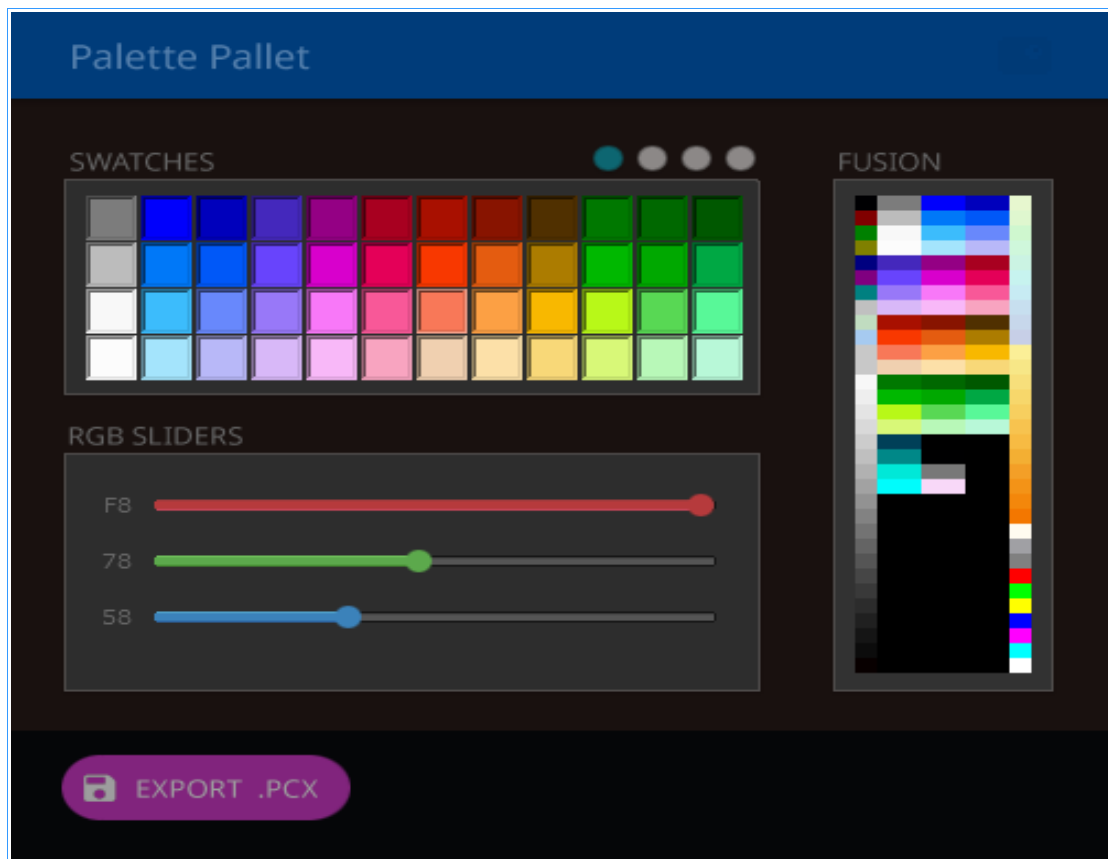 Palette Pallet
SWATCHES
FUSION
RGB SLIDERS
F8
78
58
EXPORT .PCX